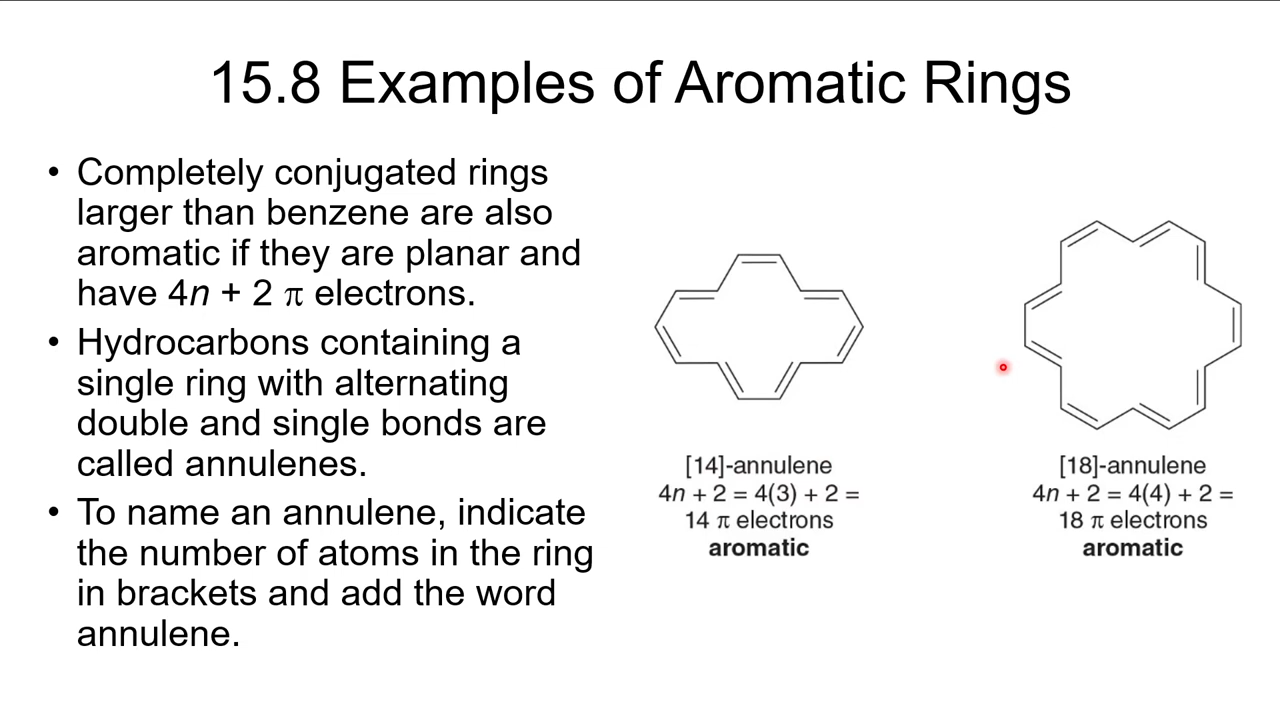 15.8 Examples of Aromatic Rings
• Completely conjugated rings
larger than benzene are also
aromatic if they are planar and
have 4n + 2 π electrons.
• Hydrocarbons containing a
single ring with alternating
double and single bonds are
called annulenes.
• To name an annulene, indicate
the number of atoms in the ring
in brackets and add the word
annulene.
[14]-annulene
4n + 2 = 4(3) + 2 =
14 π electrons
aromatic
[18]-annulene
4n + 2 = 4(4) + 2 =
18 π electrons
aromatic